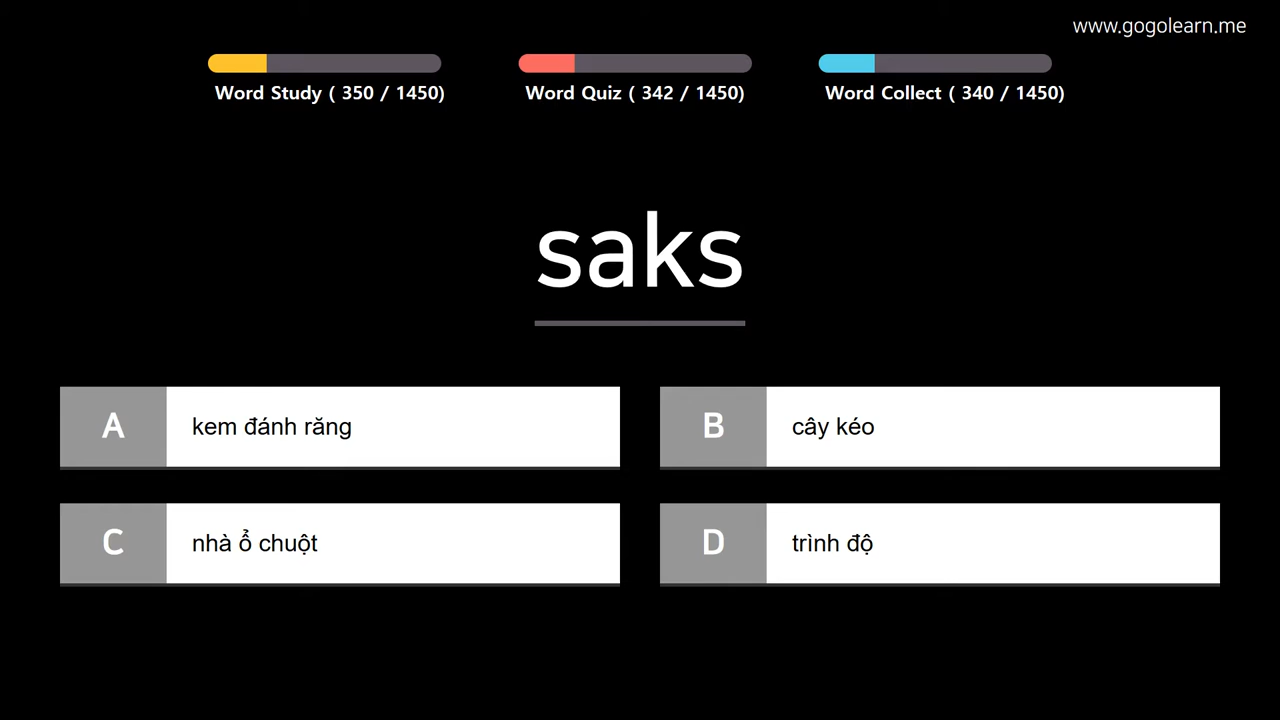 www.gogolearn.me
Word Study ( 350 / 1450)
Word Quiz ( 342 / 1450)
Word Collect ( 340 / 1450)
saks
A kem đánh răng
B cây kéo
C nhà ổ chuột
D trình độ